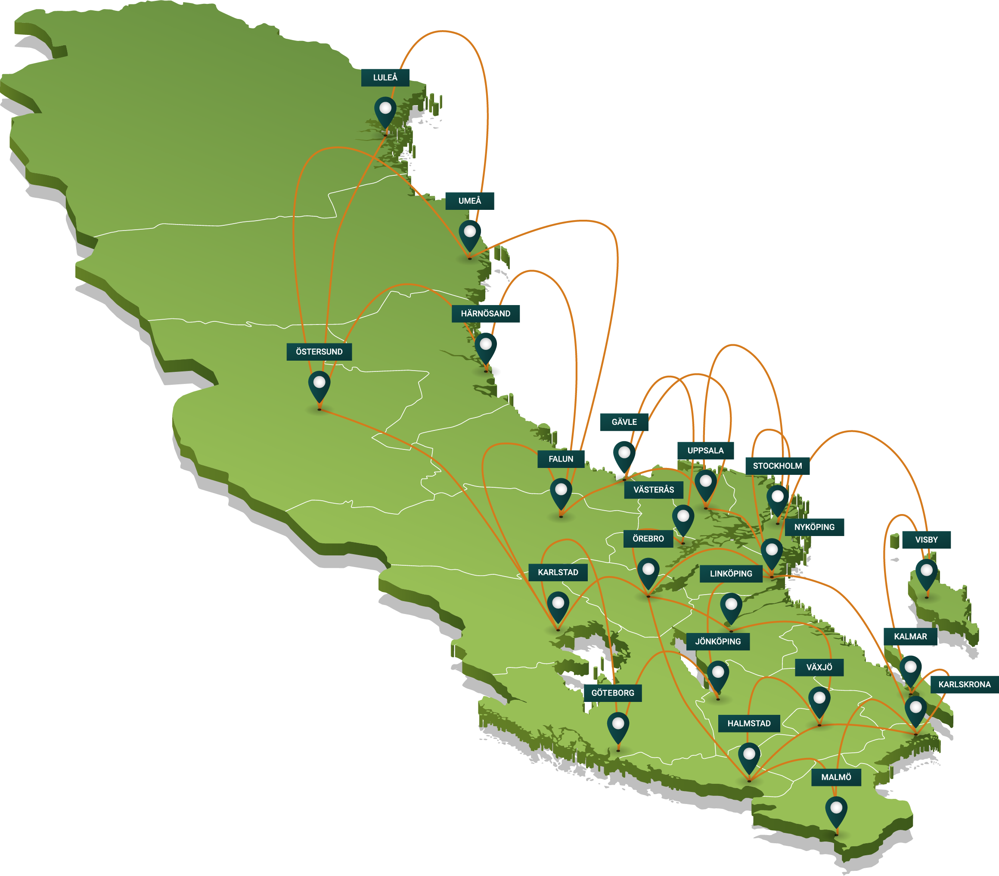 LULEÅ
UMEÅ
HÄRNÖSAND
ÖSTERSUND
GÄVLE
UPPSALA
FALUN
STOCKHOLM
VÄSTERÅS
NYKÖPING
ÖREBRO
VISBY
KARLSTAD
LINKÖPING
KALMAR
JÖNKÖPING
VÄXJÖ
KARLSKRONA
GÖTEBORG
HALMSTAD
MALMÖ